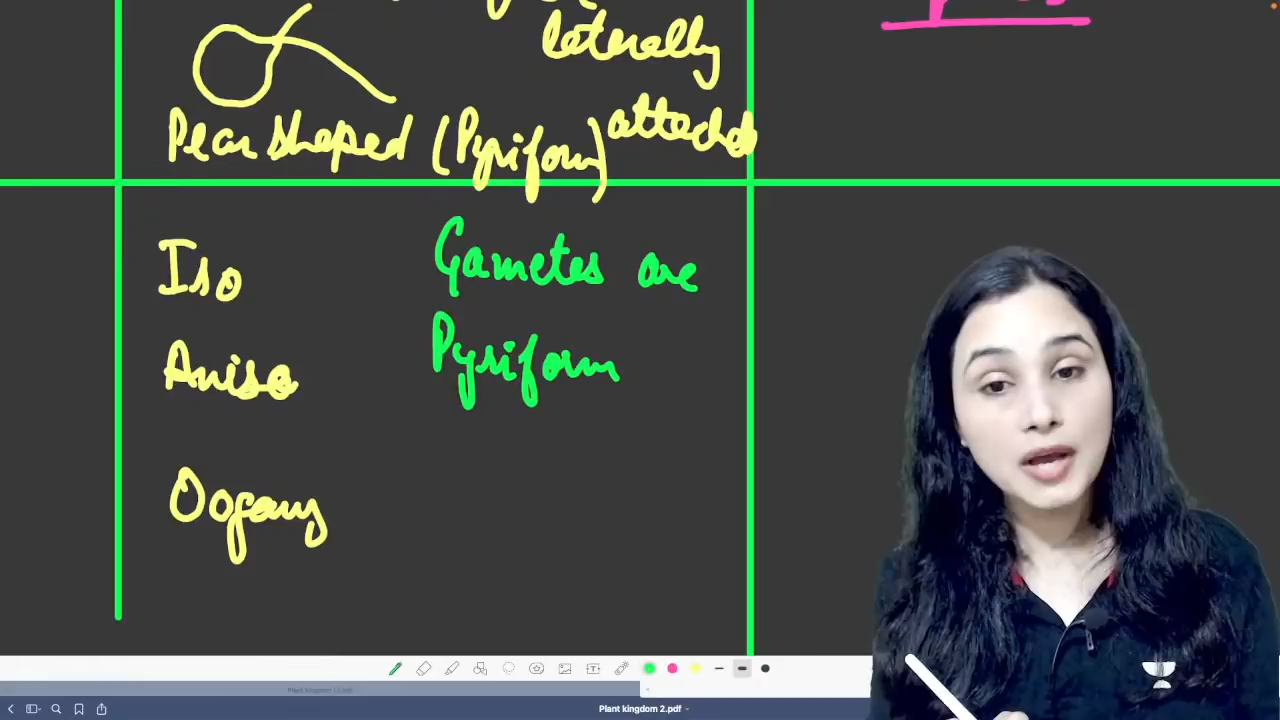 laterally
Pear shaped (Pyriform) attached
Iso
Gametes are
Aniso
Pyriform
Oogamy
Plant kingdom 2.pdf